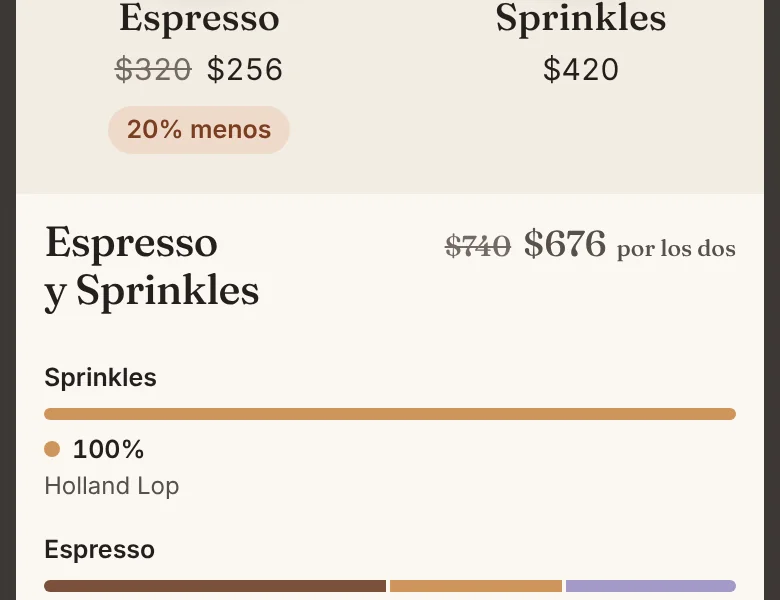 Espresso
$320 $256
20% menos
Sprinkles
$420
Espresso
y Sprinkles
$740 $676 por los dos
Sprinkles
100%
Holland Lop
Espresso